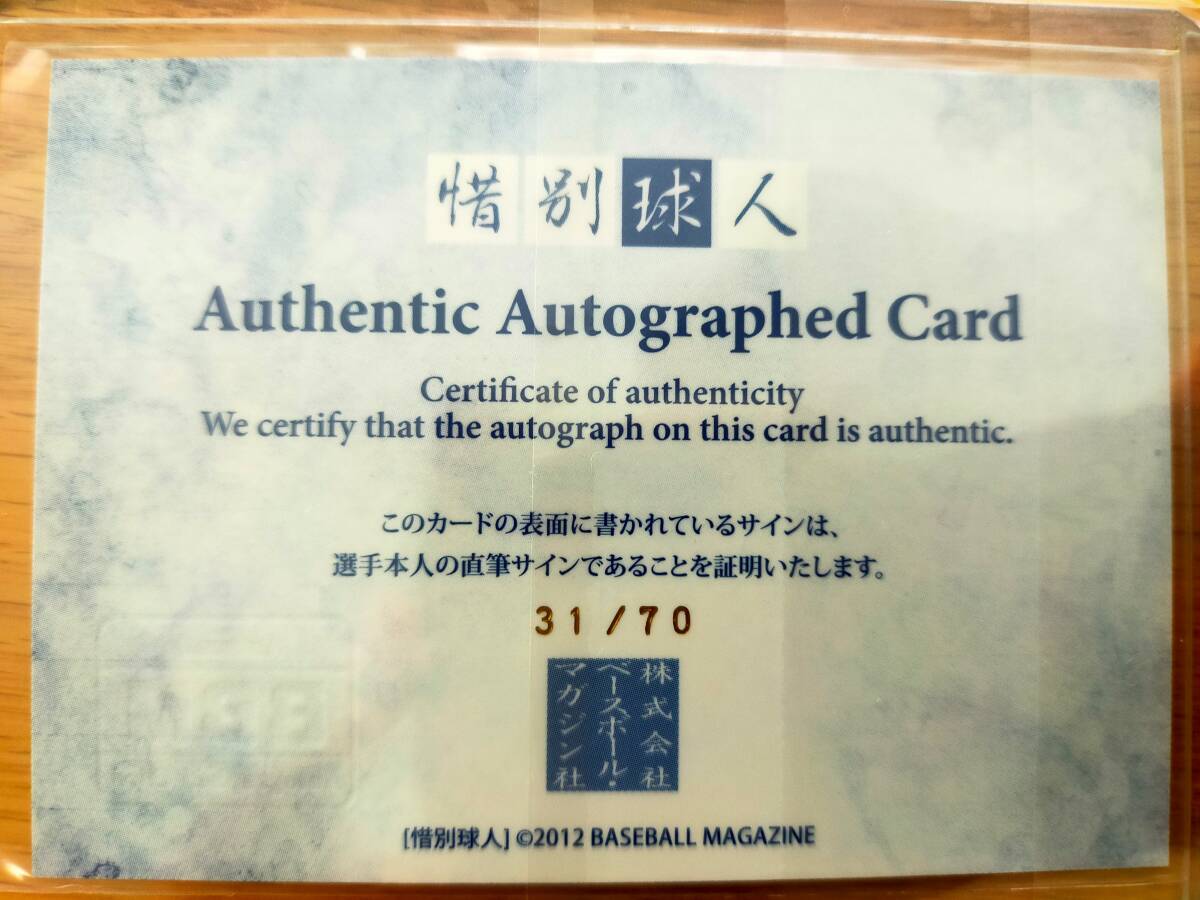 惜別球人
Authentic Autographed Card
Certificate of authenticity
We certify that the autograph on this card is authentic.
このカードの表面に書かれているサインは、
選手本人の直筆サインであることを証明いたします。
31/70
株式会社
ベースボール・
マガジン社
[惜別球人] ©2012 BASEBALL MAGAZINE